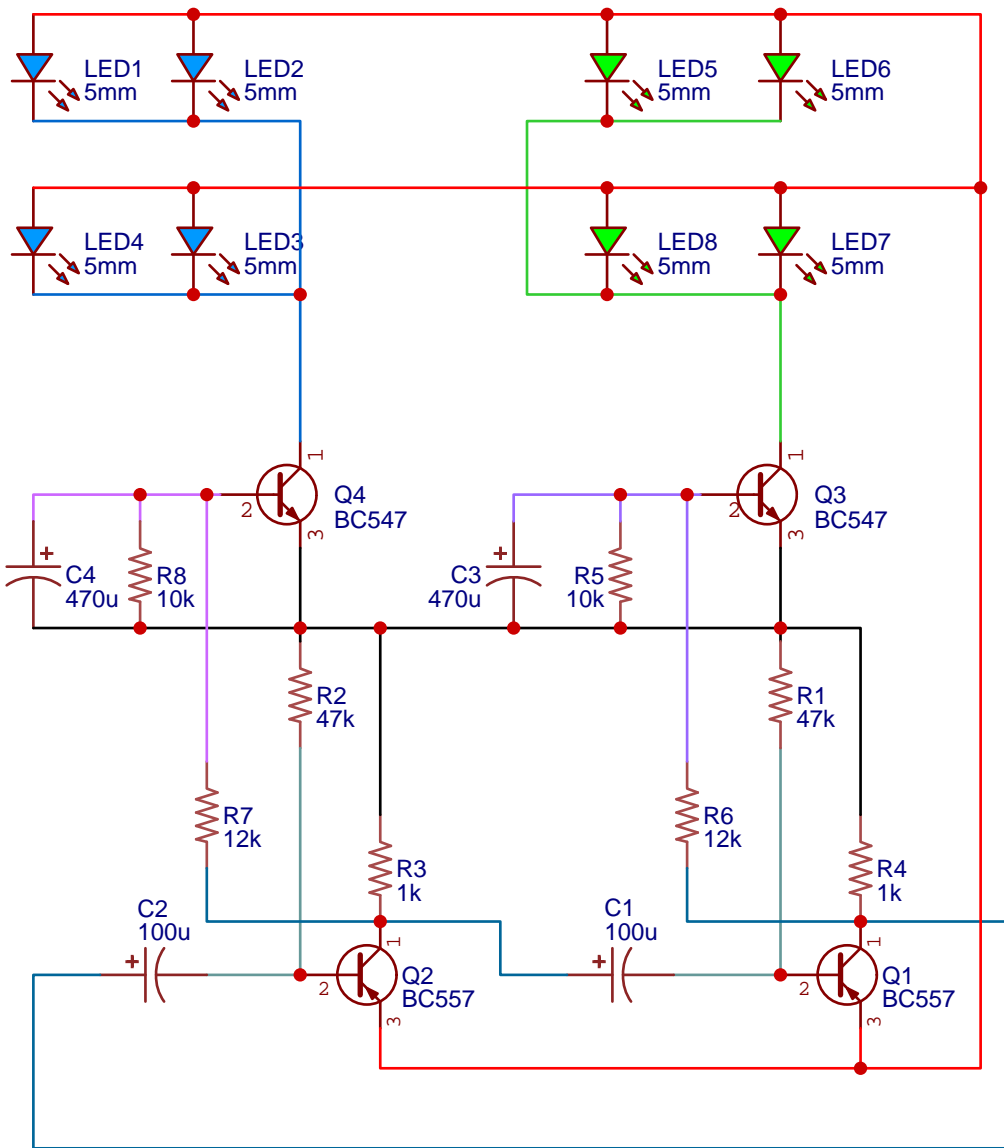 LED1
5mm
LED2
5mm
LED5
5mm
LED6
5mm
LED4
5mm
LED3
5mm
LED8
5mm
LED7
5mm
1
Q4
BC547
2
3
1
Q3
BC547
2
3
+
C4
470u
R8
10k
+
C3
470u
R5
10k
R2
47k
R1
47k
R7
12k
R6
12k
R3
1k
R4
1k
C2
100u
+
1
Q2
BC557
2
3
C1
100u
+
1
Q1
BC557
2
3